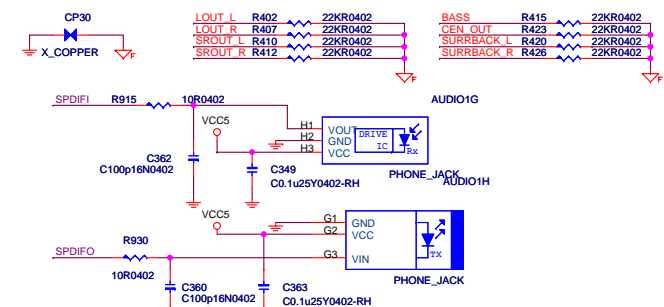 CP30
X_COPPER
F
LOUT_L R402 22KR0402
LOUT_R R407 22KR0402
SROUT_L R410 22KR0402
SROUT_R R412 22KR0402
F
BASS R415 22KR0402
CEN_OUT R423 22KR0402
SURRBACK_L R420 22KR0402
SURRBACK_R R426 22KR0402
F
SPDIFI R915 10R0402
AUDIO1G
VCC5
H1 VOUT
H2 GND
H3 VCC
DRIVE
IC
Rx
C362
C100p16N0402
C349
C0.1u25Y0402-RH
PHONE_JACK
AUDIO1H
VCC5
G1 GND
G2 VCC
G3 VIN
TX
SPDIFO R930
10R0402
C360
C100p16N0402
C363
C0.1u25Y0402-RH
PHONE_JACK